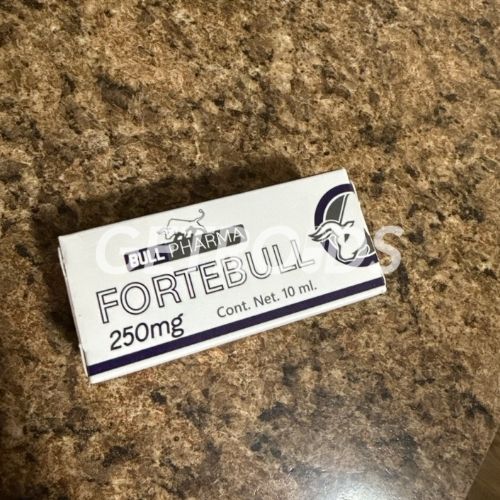 BULL PHARMA
FORTEBULL
250mg
Cont. Net. 10 ml.